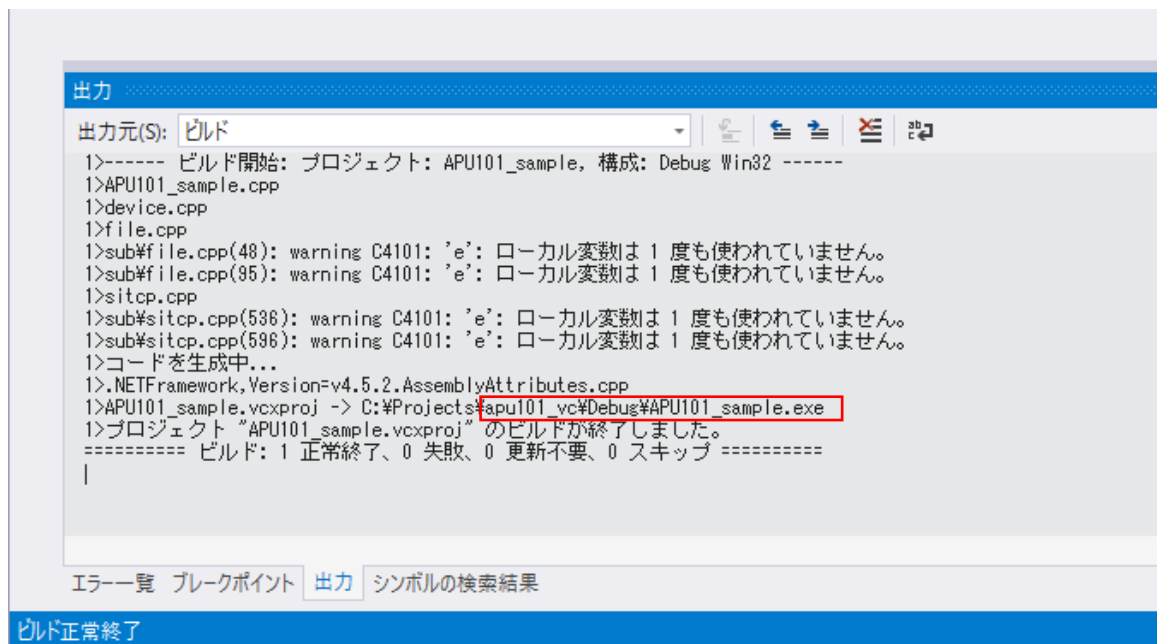 出力
出力元(S): ビルド
1>------ ビルド開始: プロジェクト: APU101_sample, 構成: Debug Win32 ------
1>APU101_sample.cpp
1>device.cpp
1>file.cpp
1>sub¥file.cpp(48): warning C4101: 'e': ローカル変数は 1 度も使われていません。
1>sub¥file.cpp(95): warning C4101: 'e': ローカル変数は 1 度も使われていません。
1>sitcp.cpp
1>sub¥sitcp.cpp(536): warning C4101: 'e': ローカル変数は 1 度も使われていません。
1>sub¥sitcp.cpp(596): warning C4101: 'e': ローカル変数は 1 度も使われていません。
1>コードを生成中...
1>.NETFramework,Version=v4.5.2.AssemblyAttributes.cpp
1>APU101_sample.vcxproj -> C:¥Projects¥apu101_vc¥Debug¥APU101_sample.exe
1>プロジェクト "APU101_sample.vcxproj" のビルドが終了しました。
========== ビルド: 1 正常終了、0 失敗、0 更新不要、0 スキップ ==========
エラー一覧 ブレークポイント 出力 シンボルの検索結果
ビルド正常終了